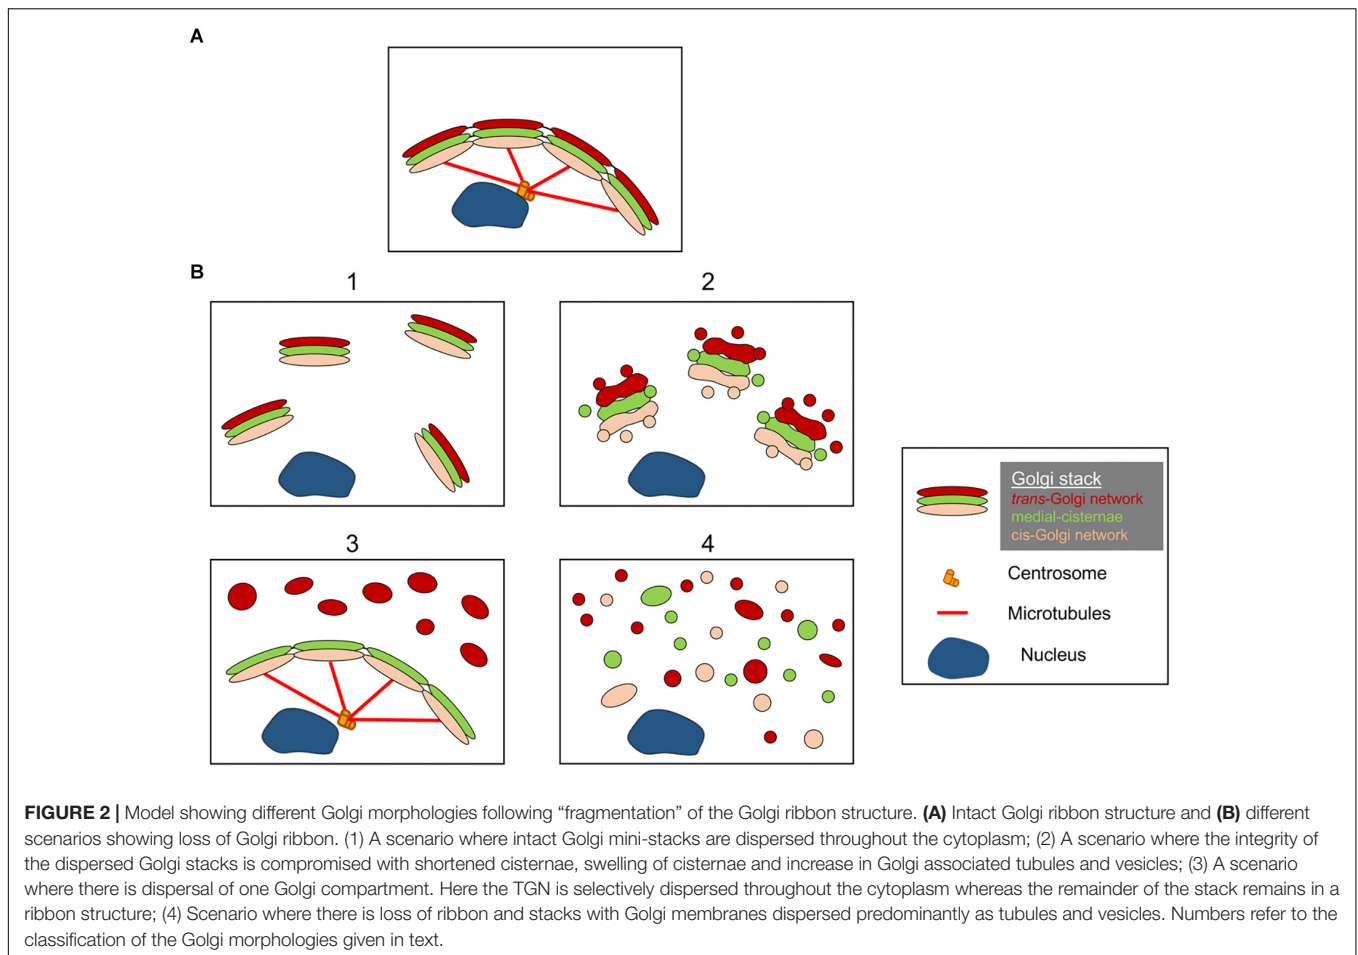 A
B
1
2
3
4
Golgi stack
trans-Golgi network
medial-cisternae
cis-Golgi network
Centrosome
Microtubules
Nucleus
FIGURE 2 | Model showing different Golgi morphologies following “fragmentation” of the Golgi ribbon structure. (A) Intact Golgi ribbon structure and (B) different
scenarios showing loss of Golgi ribbon. (1) A scenario where intact Golgi mini-stacks are dispersed throughout the cytoplasm; (2) A scenario where the integrity of
the dispersed Golgi stacks is compromised with shortened cisternae, swelling of cisternae and increase in Golgi associated tubules and vesicles; (3) A scenario
where there is dispersal of one Golgi compartment. Here the TGN is selectively dispersed throughout the cytoplasm whereas the remainder of the stack remains in a
ribbon structure; (4) Scenario where there is loss of ribbon and stacks with Golgi membranes dispersed predominantly as tubules and vesicles. Numbers refer to the
classification of the Golgi morphologies given in text.